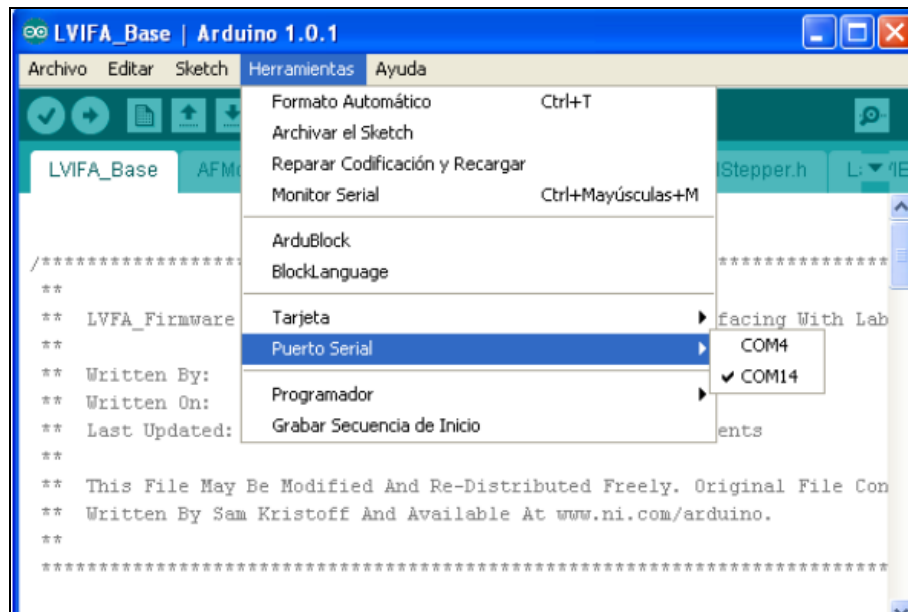 LVIFA_Base | Arduino 1.0.1
Archivo Editar Sketch Herramientas Ayuda
Formato Automático Ctrl+T
Archivar el Sketch
Reparar Codificación y Recargar
Monitor Serial Ctrl+Mayúsculas+M
ArduBlock
BlockLanguage
Tarjeta
Puerto Serial
COM4
COM14
Programador
Grabar Secuencia de Inicio
LVIFA_Base AFMo Stepper.h
/******************
**
** LVFA_Firmware facing With Lab
**
** Written By:
** Written On:
** Last Updated: ents
**
** This File May Be Modified And Re-Distributed Freely. Original File Con
** Written By Sam Kristoff And Available At www.ni.com/arduino.
**
**************************************************************************